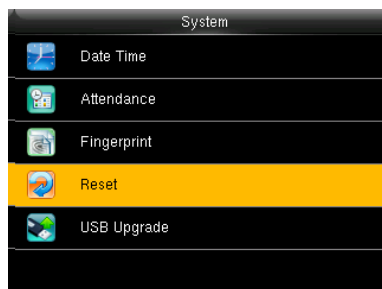 System
Date Time
Attendance
Fingerprint
Reset
USB Upgrade